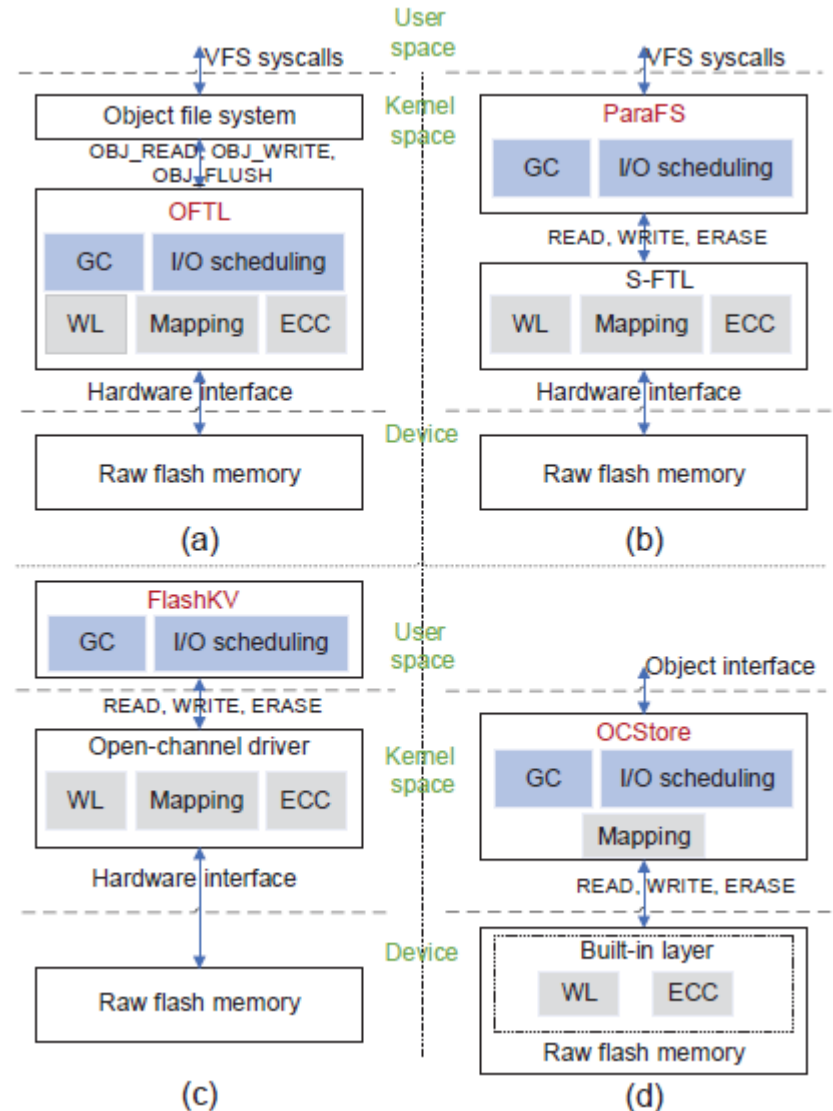 User
space
VFS syscalls
VFS syscalls
Object file system
Kernel
space
ParaFS
GC
I/O scheduling
OBJ_READ, OBJ_WRITE,
OBJ_FLUSH
READ, WRITE, ERASE
OFTL
GC
I/O scheduling
WL
Mapping
ECC
S-FTL
WL
Mapping
ECC
Hardware interface
Hardware interface
Device
Raw flash memory
Raw flash memory
(a)
(b)
FlashKV
GC
I/O scheduling
User
space
READ, WRITE, ERASE
Object interface
Open-channel driver
WL
Mapping
ECC
Kernel
space
OCStore
GC
I/O scheduling
Mapping
Hardware interface
READ, WRITE, ERASE
Device
Raw flash memory
Built-in layer
WL
ECC
Raw flash memory
(c)
(d)